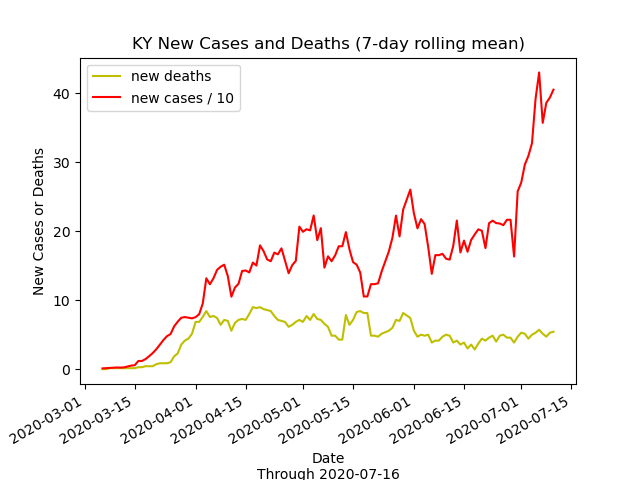 KY New Cases and Deaths (7-day rolling mean)
new deaths
new cases / 10
New Cases or Deaths
40
30
20
10
0
2020-03-01
2020-03-15
2020-04-01
2020-04-15
2020-05-01
2020-05-15
2020-06-01
2020-06-15
2020-07-01
2020-07-15
Date
Through 2020-07-16